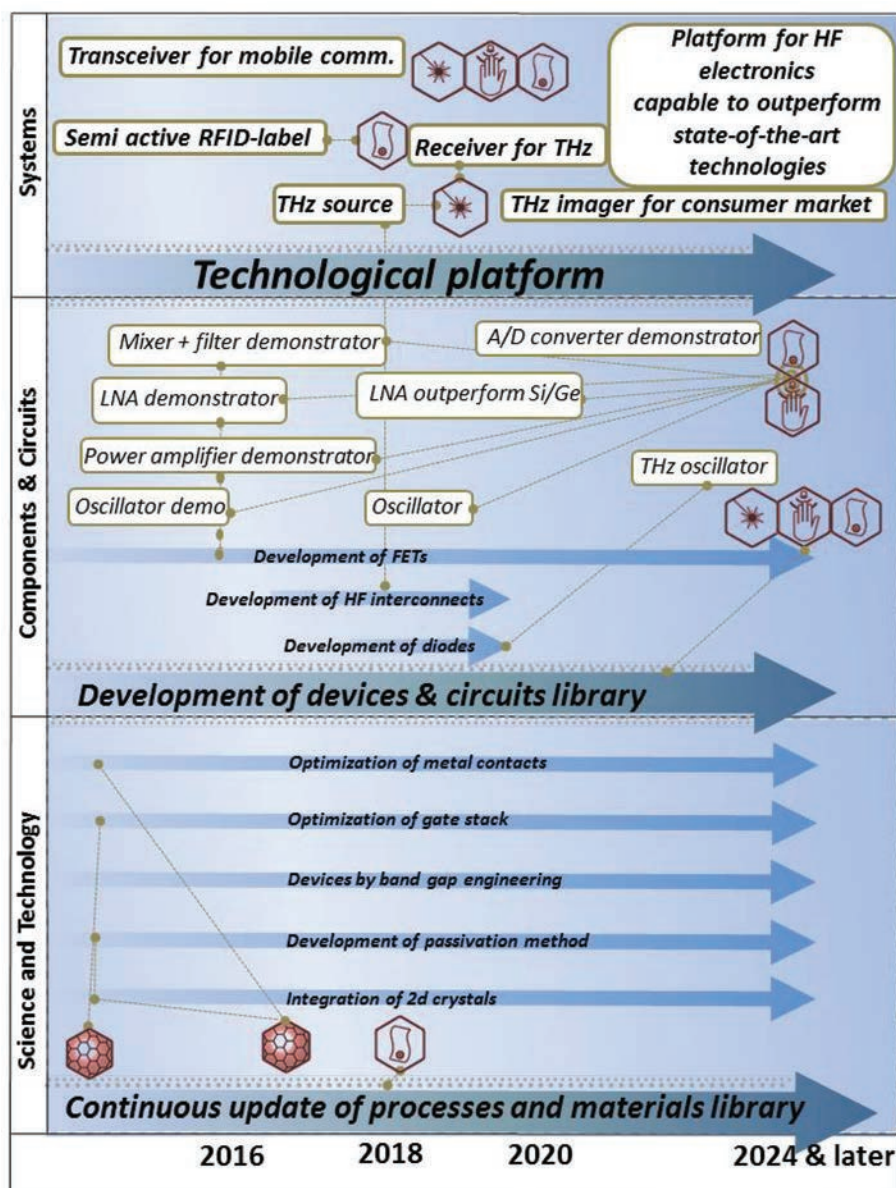 Systems
Transceiver for mobile comm.
Platform for HF
electronics
capable to outperform
state-of-the-art
technologies
Semi active RFID-label
Receiver for THz
THz source
THz imager for consumer market
Technological platform
Components & Circuits
Mixer + filter demonstrator
A/D converter demonstrator
LNA demonstrator
LNA outperform Si/Ge
Power amplifier demonstrator
THz oscillator
Oscillator demo
Oscillator
Development of FETs
Development of HF interconnects
Development of diodes
Development of devices & circuits library
Science and Technology
Optimization of metal contacts
Optimization of gate stack
Devices by band gap engineering
Development of passivation method
Integration of 2d crystals
Continuous update of processes and materials library
2016 2018 2020 2024 & later